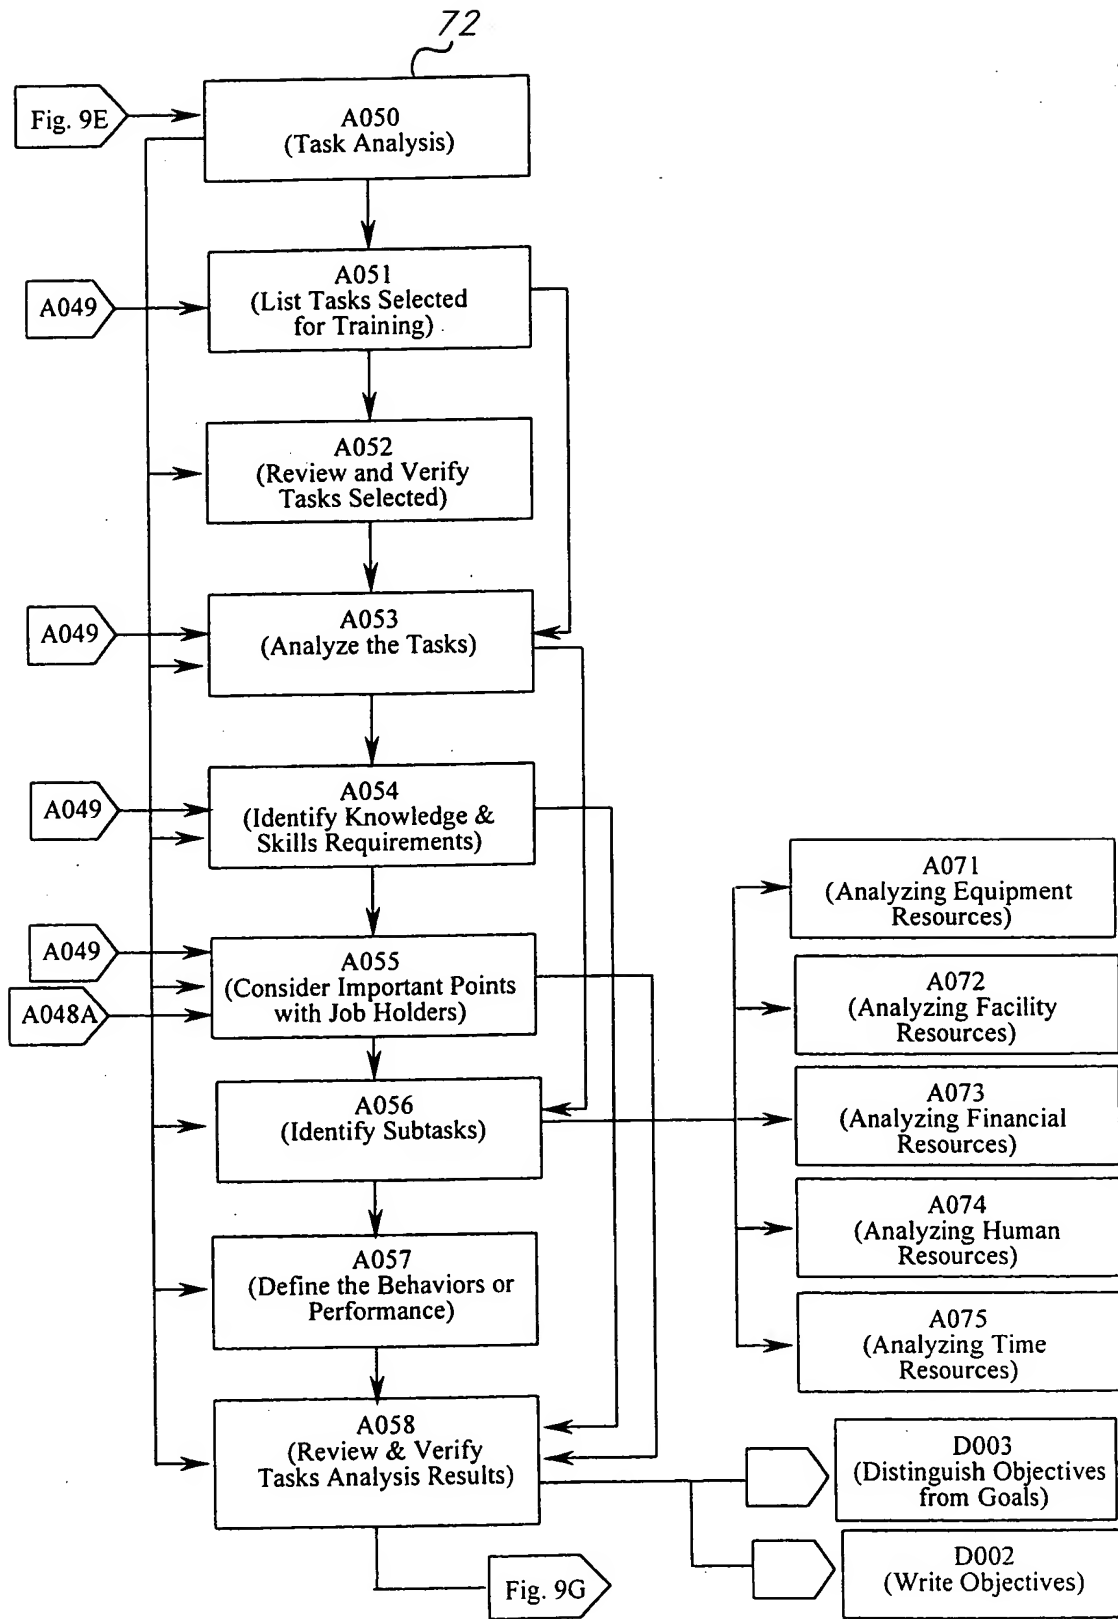 72
Fig. 9E
A050
(Task Analysis)
A049
A051
(List Tasks Selected
for Training)
A052
(Review and Verify
Tasks Selected)
A049
A053
(Analyze the Tasks)
A049
A054
(Identify Knowledge &
Skills Requirements)
A049
A048A
A055
(Consider Important Points
with Job Holders)
A056
(Identify Subtasks)
A057
(Define the Behaviors or
Performance)
A058
(Review & Verify
Tasks Analysis Results)
Fig. 9G
A071
(Analyzing Equipment
Resources)
A072
(Analyzing Facility
Resources)
A073
(Analyzing Financial
Resources)
A074
(Analyzing Human
Resources)
A075
(Analyzing Time
Resources)
D003
(Distinguish Objectives
from Goals)
D002
(Write Objectives)